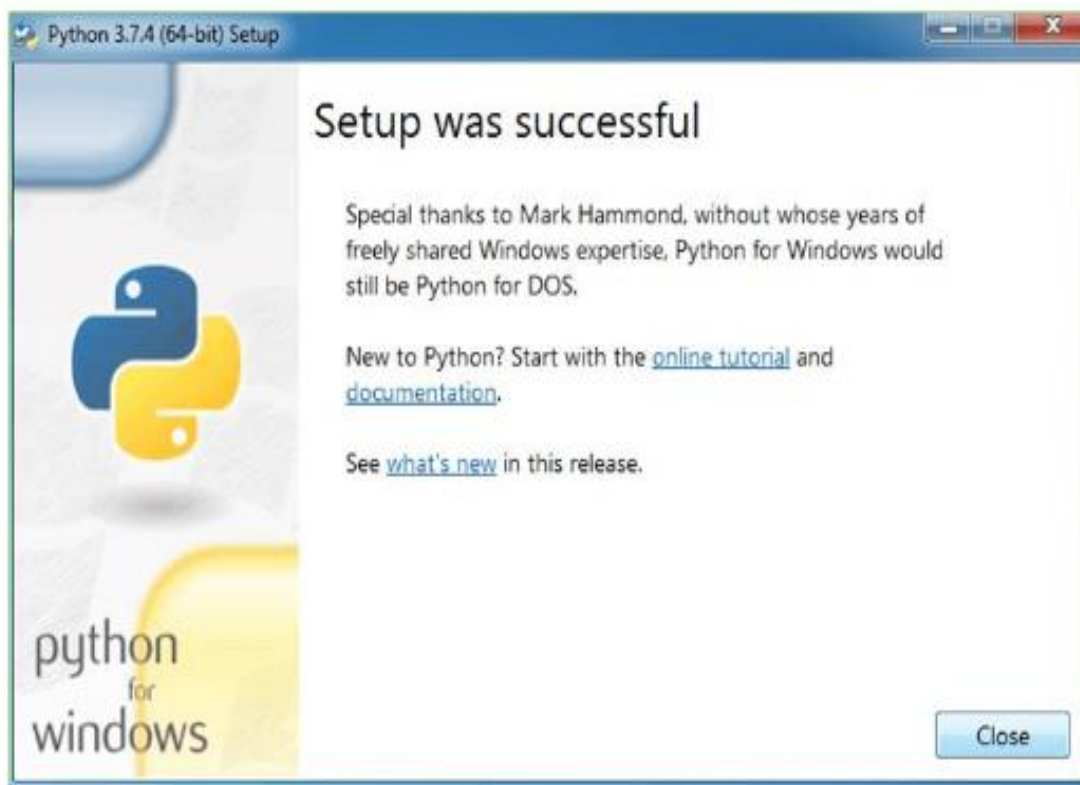 Python 3.7.4 (64-bit) Setup
Setup was successful
Special thanks to Mark Hammond, without whose years of
freely shared Windows expertise, Python for Windows would
still be Python for DOS.
New to Python? Start with the online tutorial and
documentation.
See what's new in this release.
python
for
windows
Close